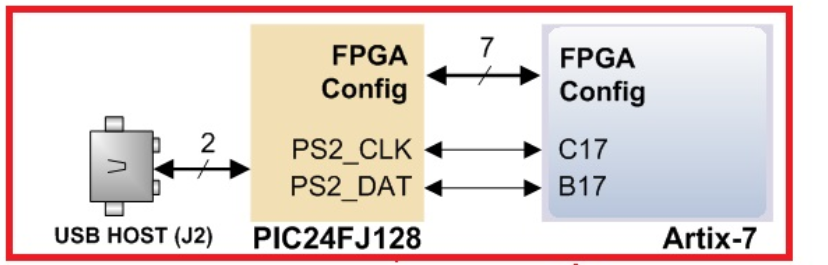 FPGA
Config
7
FPGA
Config
2
PS2_CLK
C17
PS2_DAT
B17
USB HOST (J2)
PIC24FJ128
Artix-7